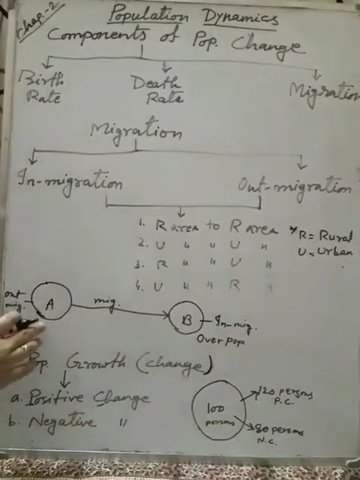 Chap.-2
Population Dynamics
Components of Pop. Change
Birth Rate
Death Rate
Migration
Migration
In-migration
Out-migration
1. R area to R area
2. U " " U "
3. R " " U "
4. U " " R "
* R = Rural
U = Urban
out mig.
A
mig.
B
In-mig.
Over pop.
Pop. Growth (change)
a. Positive Change
b. Negative "
100 persons
120 persons P.C.
80 persons N.C.